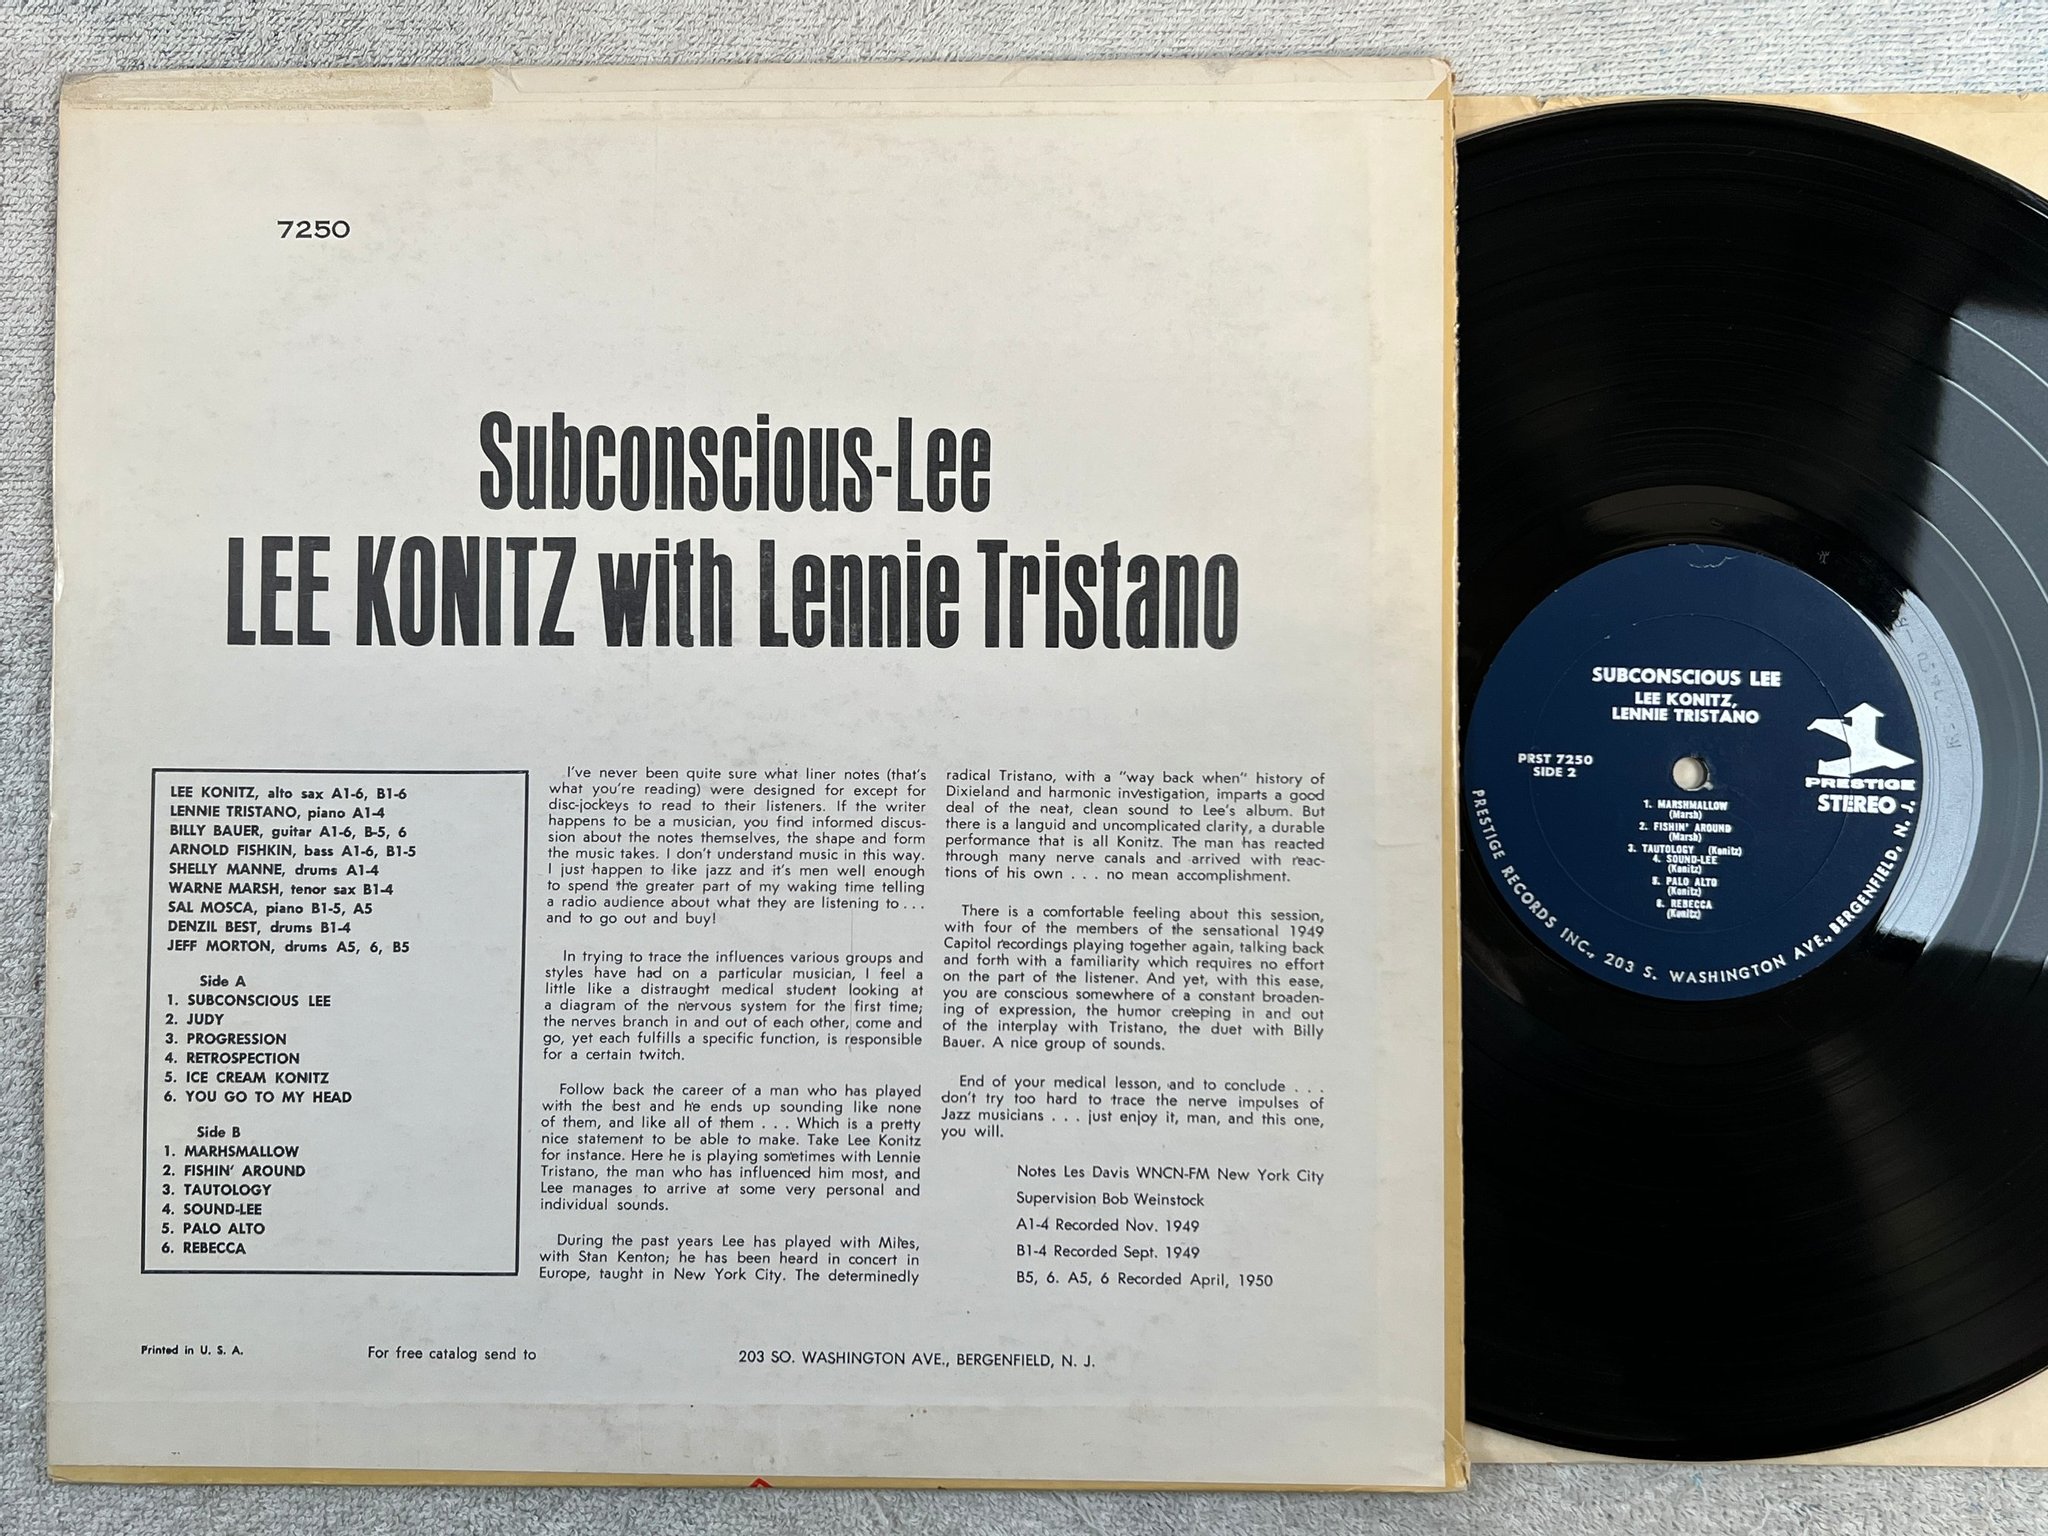 7250
Subconscious-Lee
LEE KONITZ with Lennie Tristano
LEE KONITZ, alto sax A1-6, B1-6
LENNIE TRISTANO, piano A1-4
BILLY BAUER, guitar A1-6, B-5, 6
ARNOLD FISHKIN, bass A1-6, B1-5
SHELLY MANNE, drums A1-4
WARNE MARSH, tenor sax B1-4
SAL MOSCA, piano B1-5, A5
DENZIL BEST, drums B1-4
JEFF MORTON, drums A5, 6, B5
Side A
1. SUBCONSCIOUS LEE
2. JUDY
3. PROGRESSION
4. RETROSPECTION
5. ICE CREAM KONITZ
6. YOU GO TO MY HEAD
Side B
1. MARHSMALLOW
2. FISHIN' AROUND
3. TAUTOLOGY
4. SOUND-LEE
5. PALO ALTO
6. REBECCA
I've never been quite sure what liner notes (that's
what you're reading) were designed for except for
disc-jockeys to read to their listeners. If the writer
happens to be a musician, you find informed discus-
sion about the notes themselves, the shape and form
the music takes. I don't understand music in this way.
I just happen to like jazz and it's men well enough
to spend the greater part of my waking time telling
a radio audience about what they are listening to . . .
and to go out and buy!
In trying to trace the influences various groups and
styles have had on a particular musician, I feel a
little like a distraught medical student looking at
a diagram of the nervous system for the first time;
the nerves branch in and out of each other, come and
go, yet each fulfills a specific function, is responsible
for a certain twitch.
Follow back the career of a man who has played
with the best and he ends up sounding like none
of them, and like all of them . . . Which is a pretty
nice statement to be able to make. Take Lee Konitz
for instance. Here he is playing sometimes with Lennie
Tristano, the man who has influenced him most, and
Lee manages to arrive at some very personal and
individual sounds.
During the past years Lee has played with Miles,
with Stan Kenton; he has been heard in concert in
Europe, taught in New York City. The determinedly
radical Tristano, with a "way back when" history of
Dixieland and harmonic investigation, imparts a good
deal of the neat, clean sound to Lee's album. But
there is a languid and uncomplicated clarity, a durable
performance that is all Konitz. The man has reacted
through many nerve canals and arrived with reac-
tions of his own . . . no mean accomplishment.
There is a comfortable feeling about this session,
with four of the members of the sensational 1949
Capitol recordings playing together again, talking back
and forth with a familiarity which requires no effort
on the part of the listener. And yet, with this ease,
you are conscious somewhere of a constant broaden-
ing of expression, the humor creeping in and out
of the interplay with Tristano, the duet with Billy
Bauer. A nice group of sounds.
End of your medical lesson, and to conclude . . .
don't try too hard to trace the nerve impulses of
Jazz musicians . . . just enjoy it, man, and this one,
you will.
Notes Les Davis WNCN-FM New York City
Supervision Bob Weinstock
A1-4 Recorded Nov. 1949
B1-4 Recorded Sept. 1949
B5, 6. A5, 6 Recorded April, 1950
Printed in U. S. A.
For free catalog send to
203 SO. WASHINGTON AVE., BERGENFIELD, N. J.
SUBCONSCIOUS LEE
LEE KONITZ,
LENNIE TRISTANO
PRST 7250
SIDE 2
PRESTIGE
STEREO
1. MARSHMALLOW
(Marsh)
2. FISHIN' AROUND
(Marsh)
3. TAUTOLOGY (Konitz)
4. SOUND-LEE
(Konitz)
5. PALO ALTO
(Konitz)
6. REBECCA
(Konitz)
PRESTIGE RECORDS INC., 203 S. WASHINGTON AVE., BERGENFIELD, N. J.